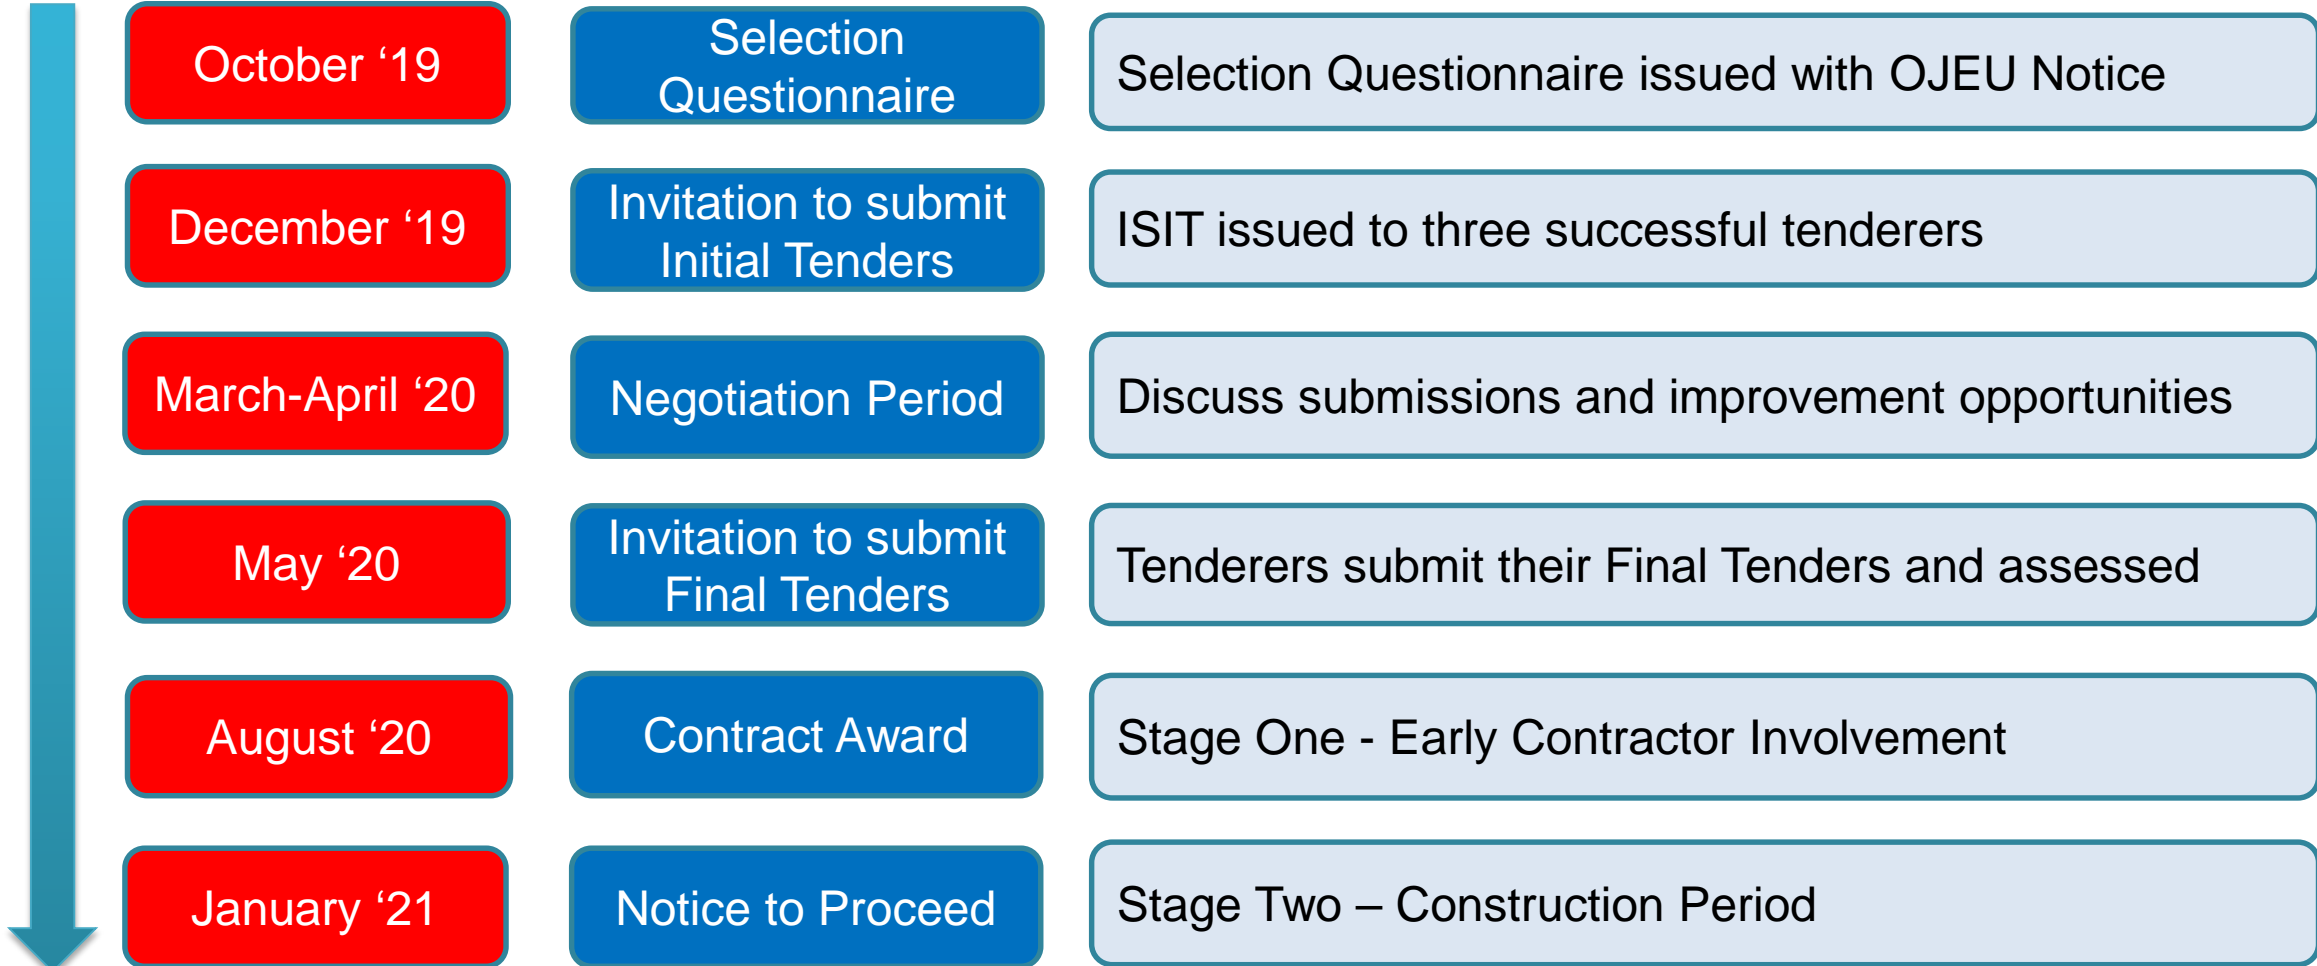 October ‘19
Selection
Questionnaire
Selection Questionnaire issued with OJEU Notice
December ‘19
Invitation to submit
Initial Tenders
ISIT issued to three successful tenderers
March-April ‘20
Negotiation Period
Discuss submissions and improvement opportunities
May ‘20
Invitation to submit
Final Tenders
Tenderers submit their Final Tenders and assessed
August ‘20
Contract Award
Stage One - Early Contractor Involvement
January ‘21
Notice to Proceed
Stage Two – Construction Period